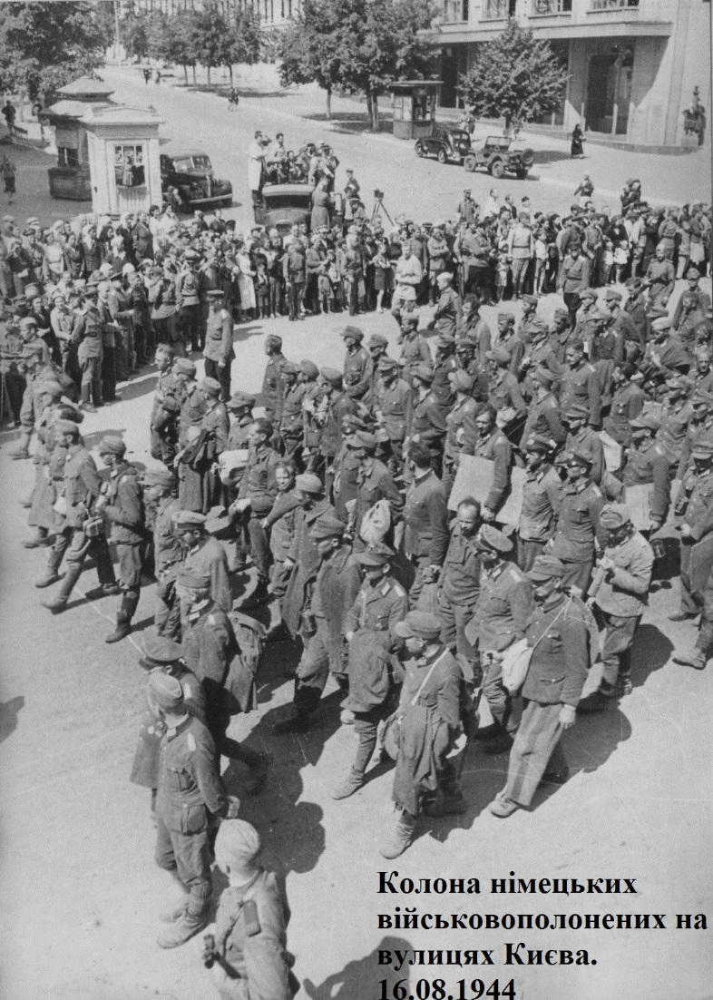 Колона німецьких
військовополонених на
вулицях Києва.
16.08.1944